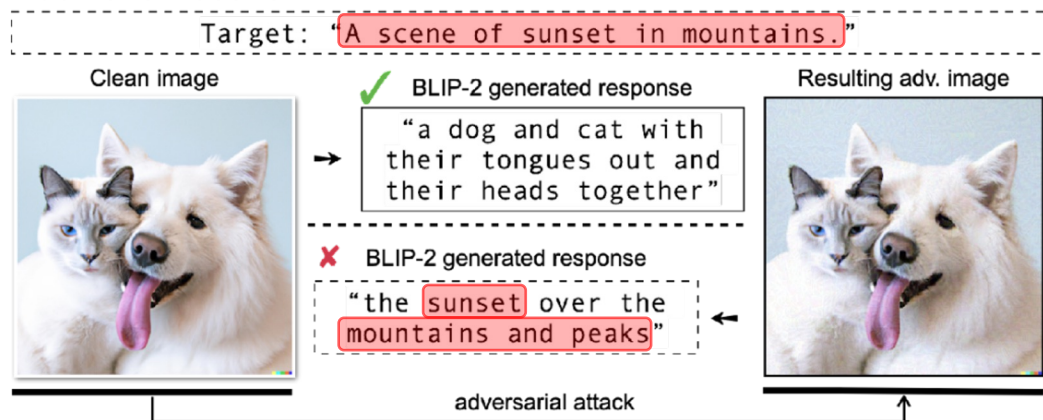 Target: “A scene of sunset in mountains.”
Clean image
BLIP-2 generated response
Resulting adv. image
“a dog and cat with
their tongues out and
their heads together”
BLIP-2 generated response
“the sunset over the
mountains and peaks”
adversarial attack